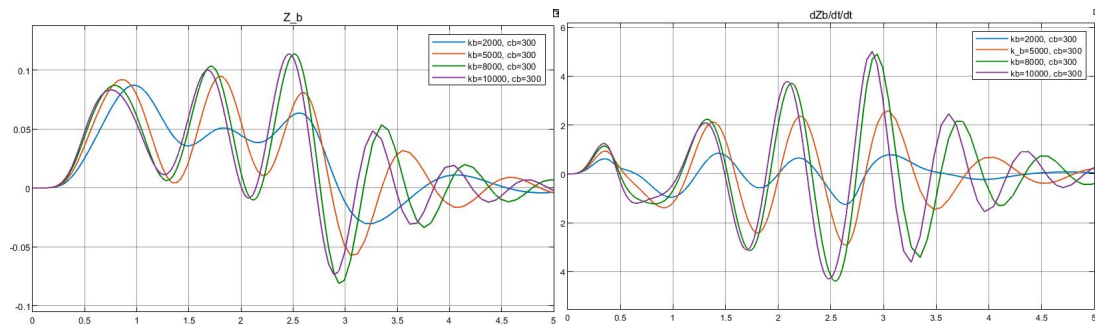 Z_b
kb=2000, cb=300
kb=5000, cb=300
kb=8000, cb=300
kb=10000, cb=300
0.1
0.05
0
-0.05
-0.1
0 0.5 1 1.5 2 2.5 3 3.5 4 4.5 5
dZb/dt/dt
kb=2000, cb=300
k_b=5000, cb=300
kb=8000, cb=300
kb=10000, cb=300
6
4
2
0
2
4
0 0.5 1 1.5 2 2.5 3 3.5 4 4.5 5